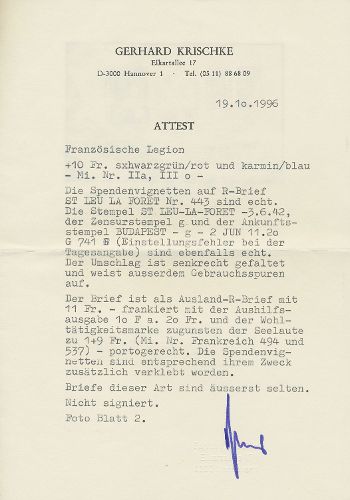 GERHARD KRISCHKE
Elkartallee 17
D-3000 Hannover 1 · Tel. (05 11) 88 68 09
19.1o.1996
ATTEST
Französische Legion
+10 Fr. sxhwarzgrün/rot und karmin/blau
- Mi. Nr. IIa, III o -
Die Spendenvignetten auf R-Brief
ST LEU LA FORET Nr. 443 sind echt.
Die Stempel ST LEU-LA-FORET -3.6.42,
der Zensurstempel g und der Ankunfts-
stempel BUDAPEST - g - 2 JUN 11.2o
G 741 (Einstellungsfehler bei der
Tagesangabe) sind ebenfalls echt.
Der Umschlag ist senkrecht gefaltet
und weist ausserdem Gebrauchsspuren
auf.
Der Brief ist als Ausland-R-Brief mit
11 Fr. - frankiert mit der Aushilfs-
ausgabe 1o F a. 2o Fr. und der Wohl-
tätigkeitsmarke zugunsten der Seelaute
zu 1+9 Fr. (Mi. Nr. Frankreich 494 und
537) - portogerecht. Die Spendenvig-
netten sind entsprechend ihrem Zweck
zusätzlich verklebt worden.
Briefe dieser Art sind äusserst selten.
Nicht signiert.
Foto Blatt 2.